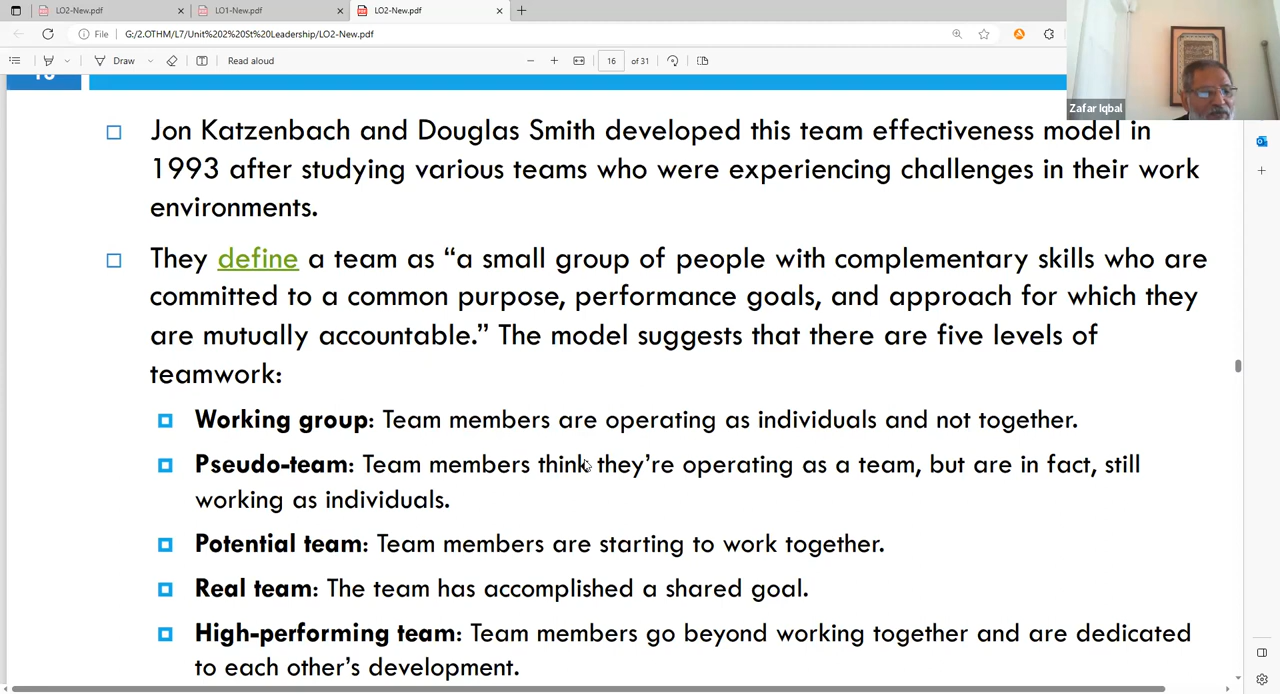 LO2-New.pdf
LO1-New.pdf
LO2-New.pdf
File
G:/2.OTHM/L7/Unit%202%20St%20Leadership/LO2-New.pdf
Draw
Read aloud
16
of 31
Zafar Iqbal
Jon Katzenbach and Douglas Smith developed this team effectiveness model in
1993 after studying various teams who were experiencing challenges in their work
environments.
They define a team as “a small group of people with complementary skills who are
committed to a common purpose, performance goals, and approach for which they
are mutually accountable.” The model suggests that there are five levels of
teamwork:
Working group: Team members are operating as individuals and not together.
Pseudo-team: Team members think they’re operating as a team, but are in fact, still
working as individuals.
Potential team: Team members are starting to work together.
Real team: The team has accomplished a shared goal.
High-performing team: Team members go beyond working together and are dedicated
to each other’s development.